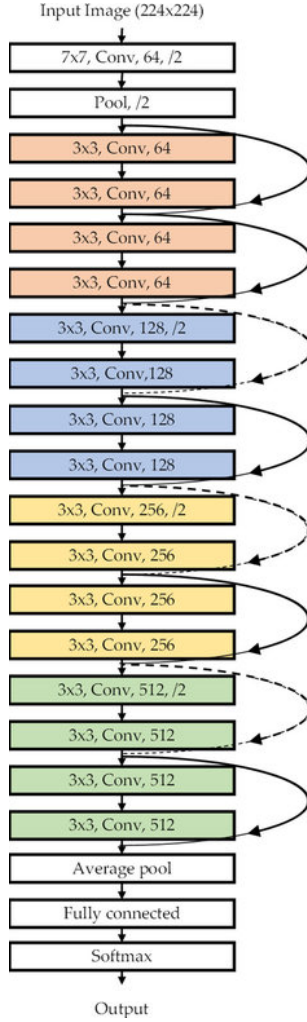 Input Image (224x224)
7x7, Conv, 64, /2
Pool, /2
3x3, Conv, 64
3x3, Conv, 64
3x3, Conv, 64
3x3, Conv, 64
3x3, Conv, 128, /2
3x3, Conv,128
3x3, Conv, 128
3x3, Conv, 128
3x3, Conv, 256, /2
3x3, Conv, 256
3x3, Conv, 256
3x3, Conv, 256
3x3, Conv, 512, /2
3x3, Conv, 512
3x3, Conv, 512
3x3, Conv, 512
Average pool
Fully connected
Softmax
Output